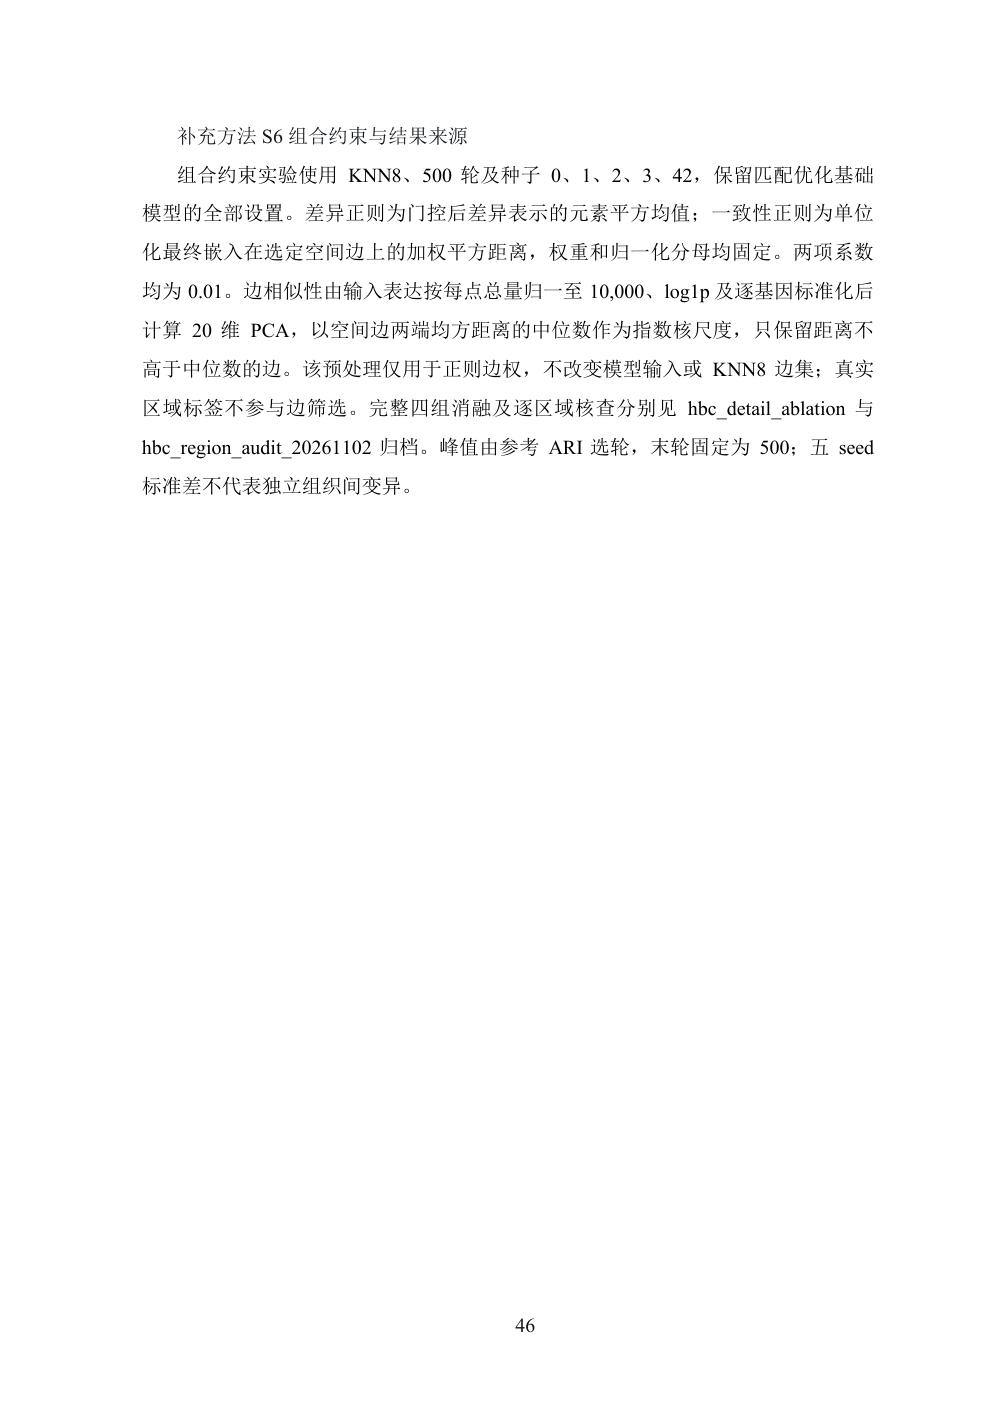 补充方法 S6 组合约束与结果来源
组合约束实验使用 KNN8、500 轮及种子 0、1、2、3、42，保留匹配优化基础
模型的全部设置。差异正则为门控后差异表示的元素平方均值；一致性正则为单位
化最终嵌入在选定空间边上的加权平方距离，权重和归一化分母均固定。两项系数
均为 0.01。边相似性由输入表达按每点总量归一至 10,000、log1p 及逐基因标准化后
计算 20 维 PCA，以空间边两端均方距离的中位数作为指数核尺度，只保留距离不
高于中位数的边。该预处理仅用于正则边权，不改变模型输入或 KNN8 边集；真实
区域标签不参与边筛选。完整四组消融及逐区域核查分别见 hbc_detail_ablation 与
hbc_region_audit_20261102 归档。峰值由参考 ARI 选轮，末轮固定为 500；五 seed
标准差不代表独立组织间变异。
46